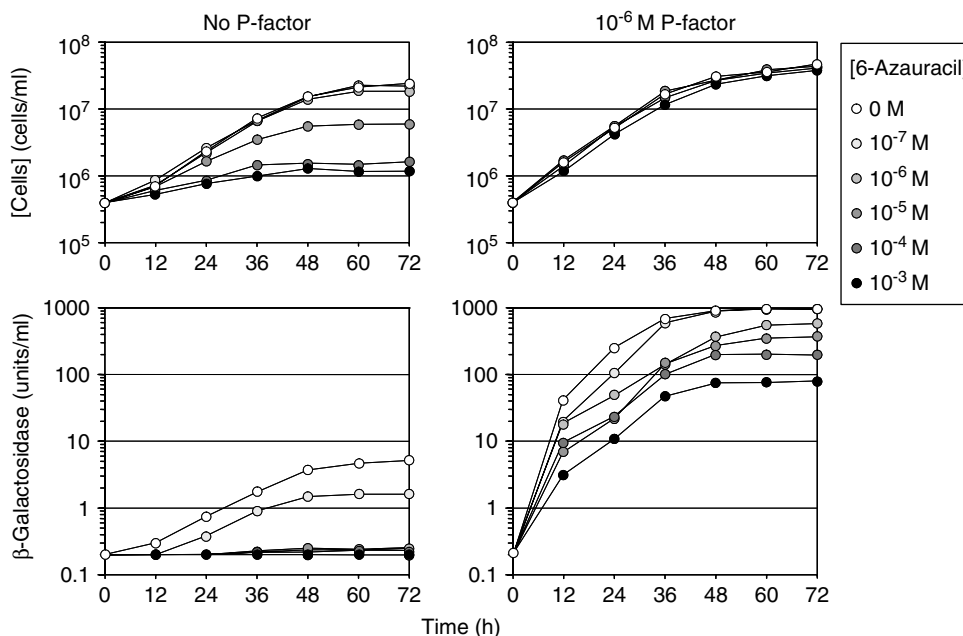 No P-factor
10⁻⁶ M P-factor
[Cells] (cells/ml)
10⁸
10⁷
10⁶
10⁵
0 12 24 36 48 60 72
10⁸
10⁷
10⁶
10⁵
0 12 24 36 48 60 72
[6-Azauracil]
0 M
10⁻⁷ M
10⁻⁶ M
10⁻⁵ M
10⁻⁴ M
10⁻³ M
β-Galactosidase (units/ml)
1000
100
10
1
0.1
0 12 24 36 48 60 72
1000
100
10
1
0.1
0 12 24 36 48 60 72
Time (h)